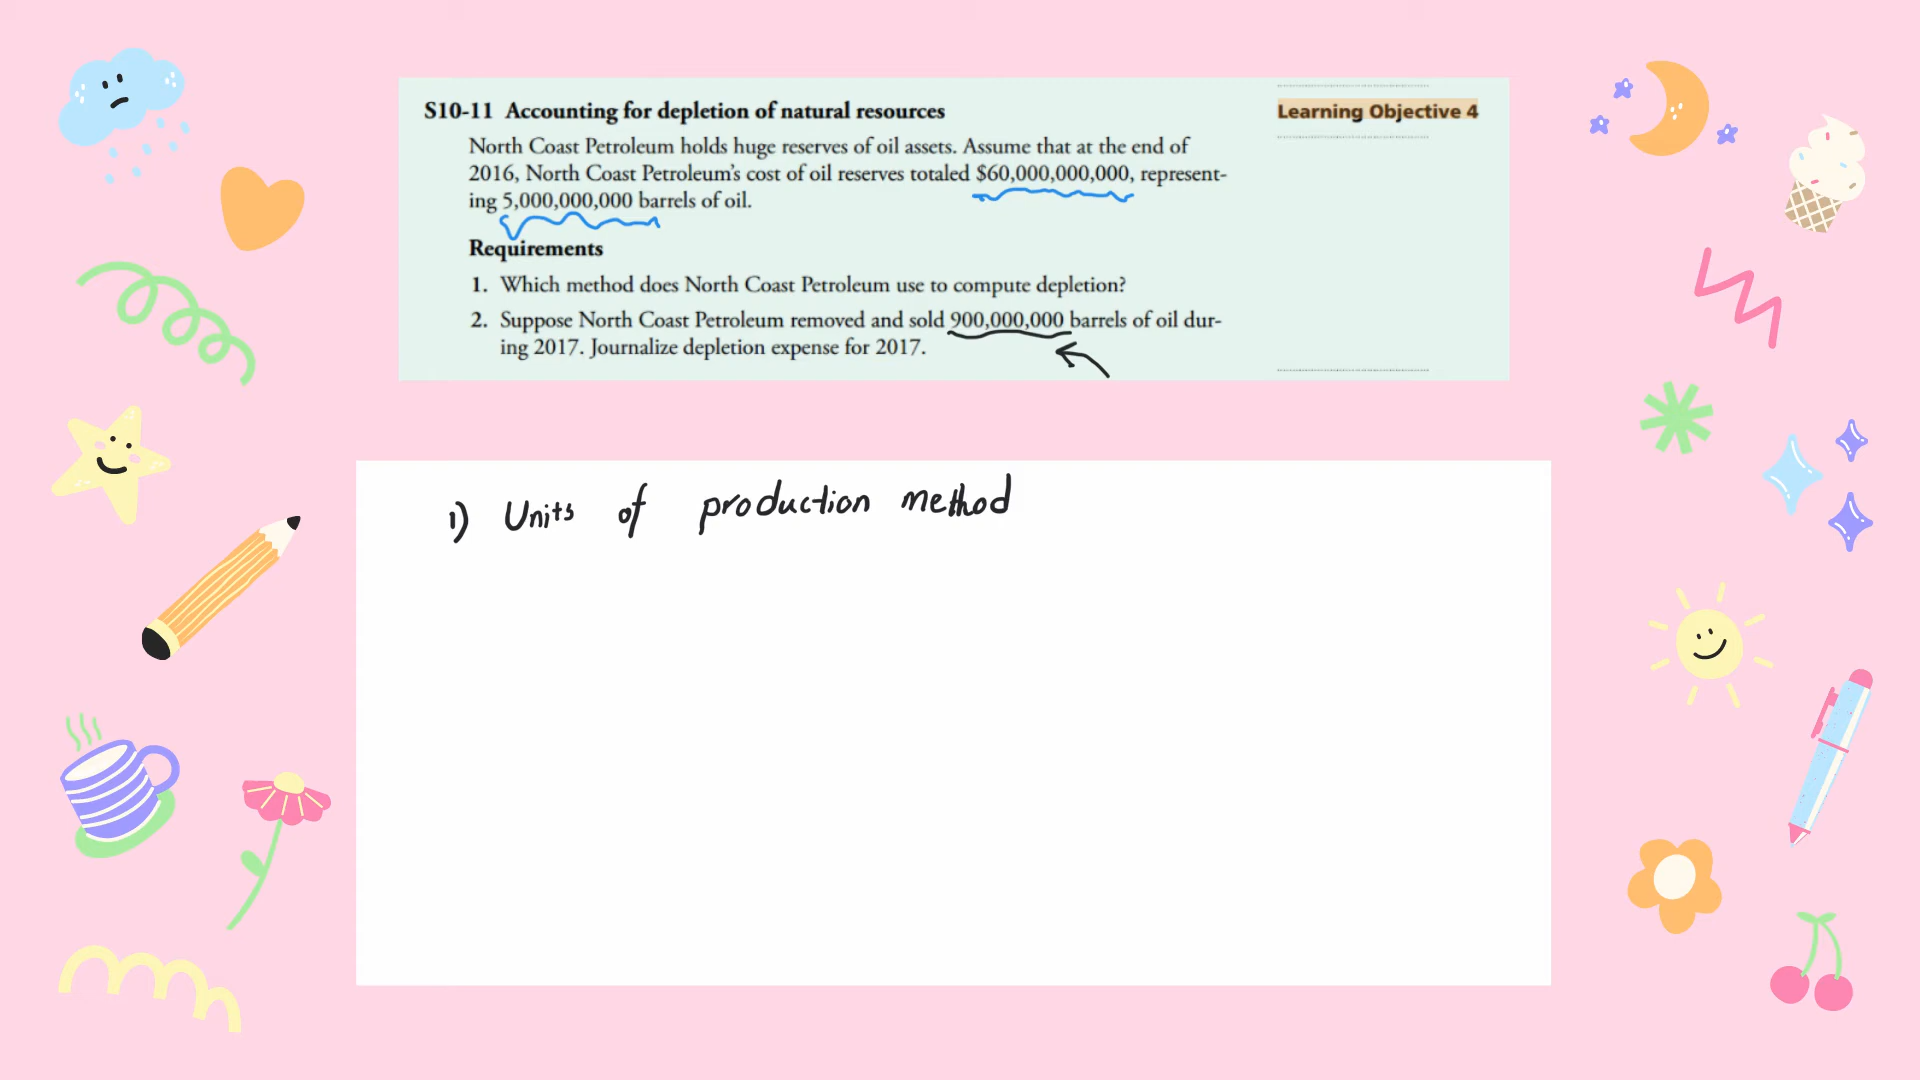 S10-11 Accounting for depletion of natural resources
Learning Objective 4
North Coast Petroleum holds huge reserves of oil assets. Assume that at the end of
2016, North Coast Petroleum's cost of oil reserves totaled $60,000,000,000, represent-
ing 5,000,000,000 barrels of oil.
Requirements
1. Which method does North Coast Petroleum use to compute depletion?
2. Suppose North Coast Petroleum removed and sold 900,000,000 barrels of oil dur-
ing 2017. Journalize depletion expense for 2017.
1) Units of production method